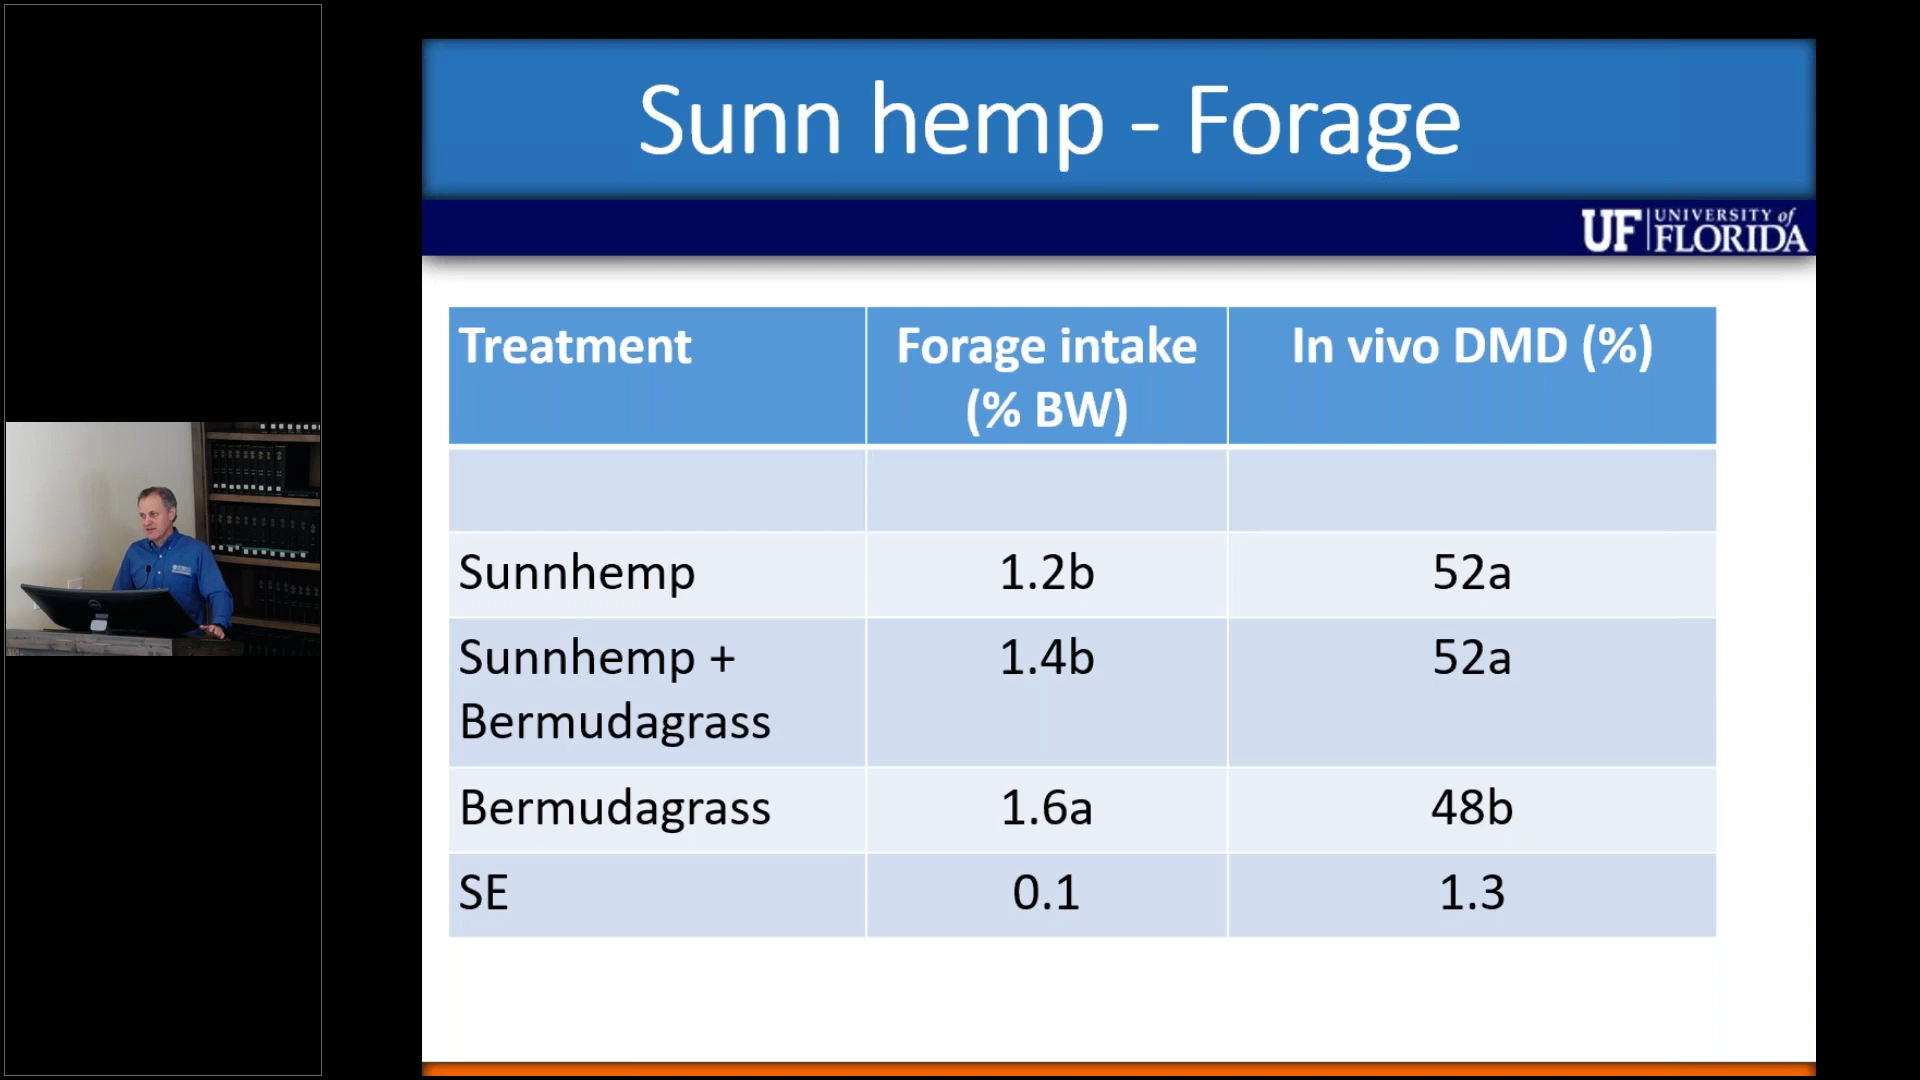 Sunn hemp - Forage
UF UNIVERSITY of
FLORIDA
Treatment Forage intake In vivo DMD (%)
(% BW)
Sunnhemp 1.2b 52a
Sunnhemp + 1.4b 52a
Bermudagrass
Bermudagrass 1.6a 48b
SE 0.1 1.3